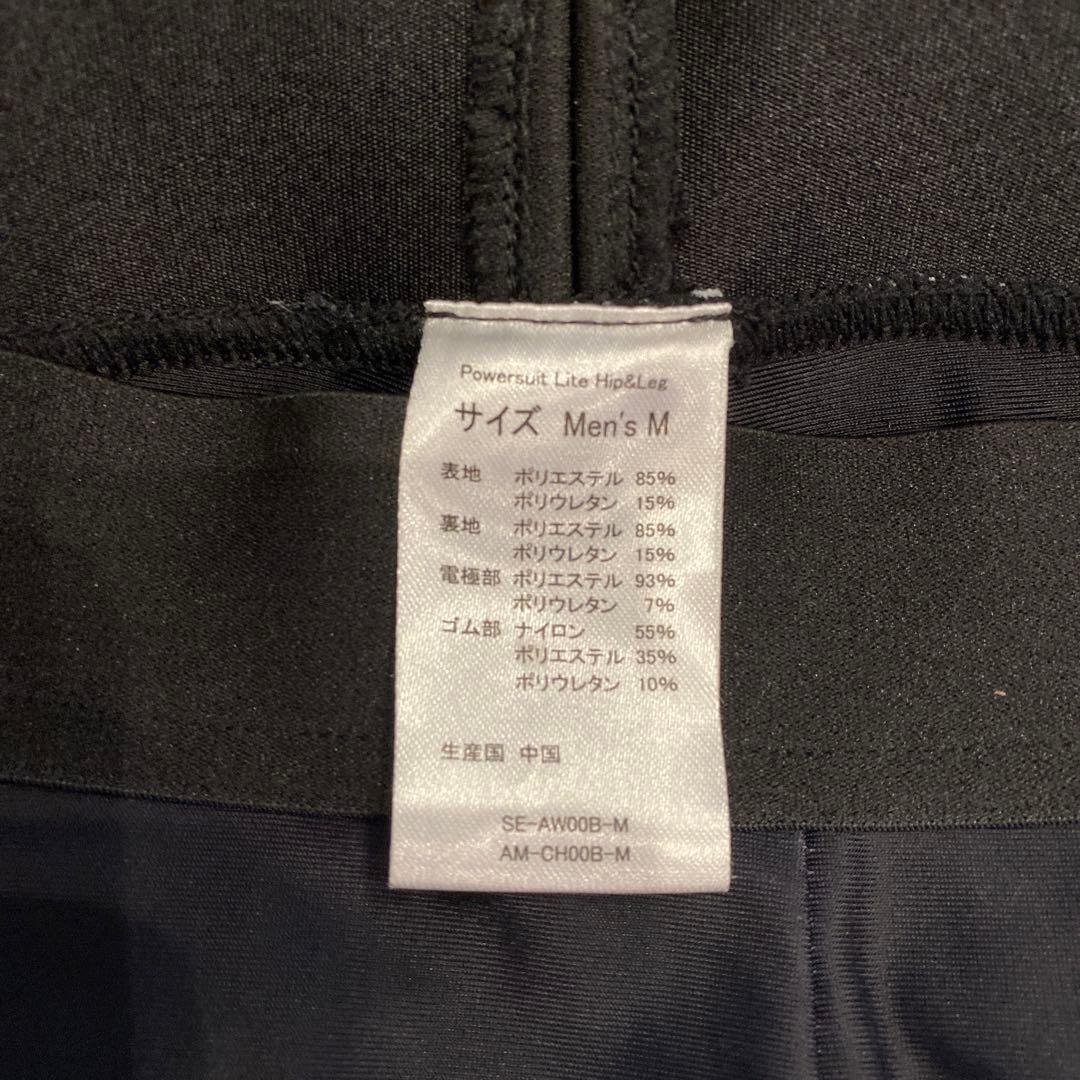 Powersuit Lite Hip&Leg
サイズ Men's M
表地 ポリエステル 85%
ポリウレタン 15%
裏地 ポリエステル 85%
ポリウレタン 15%
電極部 ポリエステル 93%
ポリウレタン 7%
ゴム部 ナイロン 55%
ポリエステル 35%
ポリウレタン 10%
生産国 中国
SE-AW00B-M
AM-CH00B-M